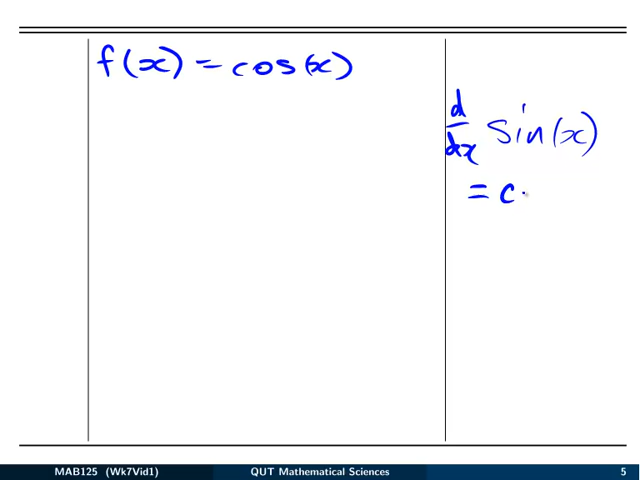 f(x) = cos(x)
d/dx Sin(x)
= c
MAB125 (Wk7Vid1) QUT Mathematical Sciences 5